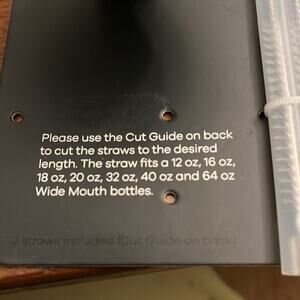 Please use the Cut Guide on back
to cut the straws to the desired
length. The straw fits a 12 oz, 16 oz,
18 oz, 20 oz, 32 oz, 40 oz and 64 oz
Wide Mouth bottles.
2 straws included (Cut Guide on back)